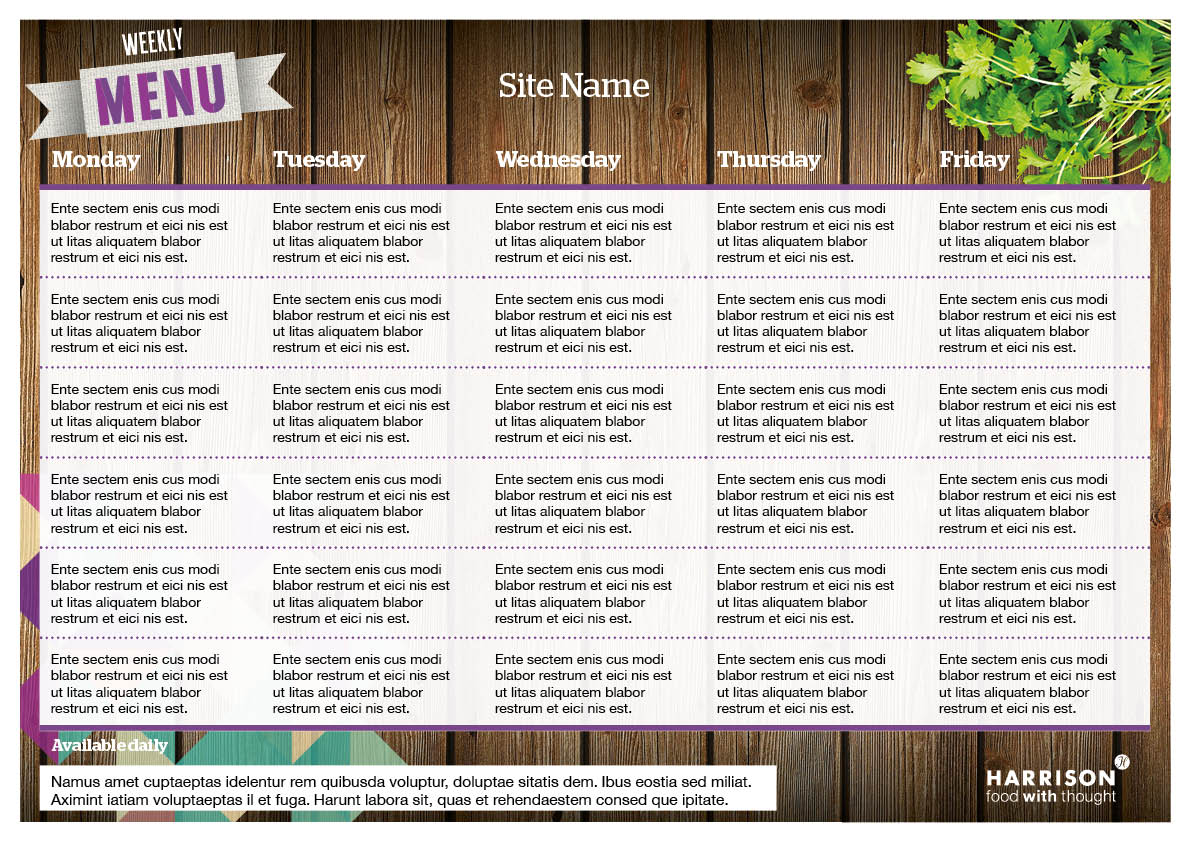 WEEKLY
MENU
Site Name
Monday
Tuesday
Wednesday
Thursday
Friday
Ente sectem enis cus modi
blabor restrum et eici nis est
ut litas aliquatem blabor
restrum et eici nis est.
Ente sectem enis cus modi
blabor restrum et eici nis est
ut litas aliquatem blabor
restrum et eici nis est.
Ente sectem enis cus modi
blabor restrum et eici nis est
ut litas aliquatem blabor
restrum et eici nis est.
Ente sectem enis cus modi
blabor restrum et eici nis est
ut litas aliquatem blabor
restrum et eici nis est.
Ente sectem enis cus modi
blabor restrum et eici nis est
ut litas aliquatem blabor
restrum et eici nis est.
Ente sectem enis cus modi
blabor restrum et eici nis est
ut litas aliquatem blabor
restrum et eici nis est.
Ente sectem enis cus modi
blabor restrum et eici nis est
ut litas aliquatem blabor
restrum et eici nis est.
Ente sectem enis cus modi
blabor restrum et eici nis est
ut litas aliquatem blabor
restrum et eici nis est.
Ente sectem enis cus modi
blabor restrum et eici nis est
ut litas aliquatem blabor
restrum et eici nis est.
Ente sectem enis cus modi
blabor restrum et eici nis est
ut litas aliquatem blabor
restrum et eici nis est.
Ente sectem enis cus modi
blabor restrum et eici nis est
ut litas aliquatem blabor
restrum et eici nis est.
Ente sectem enis cus modi
blabor restrum et eici nis est
ut litas aliquatem blabor
restrum et eici nis est.
Ente sectem enis cus modi
blabor restrum et eici nis est
ut litas aliquatem blabor
restrum et eici nis est.
Ente sectem enis cus modi
blabor restrum et eici nis est
ut litas aliquatem blabor
restrum et eici nis est.
Ente sectem enis cus modi
blabor restrum et eici nis est
ut litas aliquatem blabor
restrum et eici nis est.
Ente sectem enis cus modi
blabor restrum et eici nis est
ut litas aliquatem blabor
restrum et eici nis est.
Ente sectem enis cus modi
blabor restrum et eici nis est
ut litas aliquatem blabor
restrum et eici nis est.
Ente sectem enis cus modi
blabor restrum et eici nis est
ut litas aliquatem blabor
restrum et eici nis est.
Ente sectem enis cus modi
blabor restrum et eici nis est
ut litas aliquatem blabor
restrum et eici nis est.
Ente sectem enis cus modi
blabor restrum et eici nis est
ut litas aliquatem blabor
restrum et eici nis est.
Ente sectem enis cus modi
blabor restrum et eici nis est
ut litas aliquatem blabor
restrum et eici nis est.
Ente sectem enis cus modi
blabor restrum et eici nis est
ut litas aliquatem blabor
restrum et eici nis est.
Ente sectem enis cus modi
blabor restrum et eici nis est
ut litas aliquatem blabor
restrum et eici nis est.
Ente sectem enis cus modi
blabor restrum et eici nis est
ut litas aliquatem blabor
restrum et eici nis est.
Ente sectem enis cus modi
blabor restrum et eici nis est
ut litas aliquatem blabor
restrum et eici nis est.
Ente sectem enis cus modi
blabor restrum et eici nis est
ut litas aliquatem blabor
restrum et eici nis est.
Ente sectem enis cus modi
blabor restrum et eici nis est
ut litas aliquatem blabor
restrum et eici nis est.
Ente sectem enis cus modi
blabor restrum et eici nis est
ut litas aliquatem blabor
restrum et eici nis est.
Ente sectem enis cus modi
blabor restrum et eici nis est
ut litas aliquatem blabor
restrum et eici nis est.
Ente sectem enis cus modi
blabor restrum et eici nis est
ut litas aliquatem blabor
restrum et eici nis est.
Available daily
Namus amet cuptaeptas idelentur rem quibusda voluptur, doluptae sitatis dem. Ibus eostia sed miliat.
Aximint iatiam voluptaeptas il et fuga. Harunt labora sit, quas et rehendaestem consed que ipitate.
H
HARRISON
food with thought